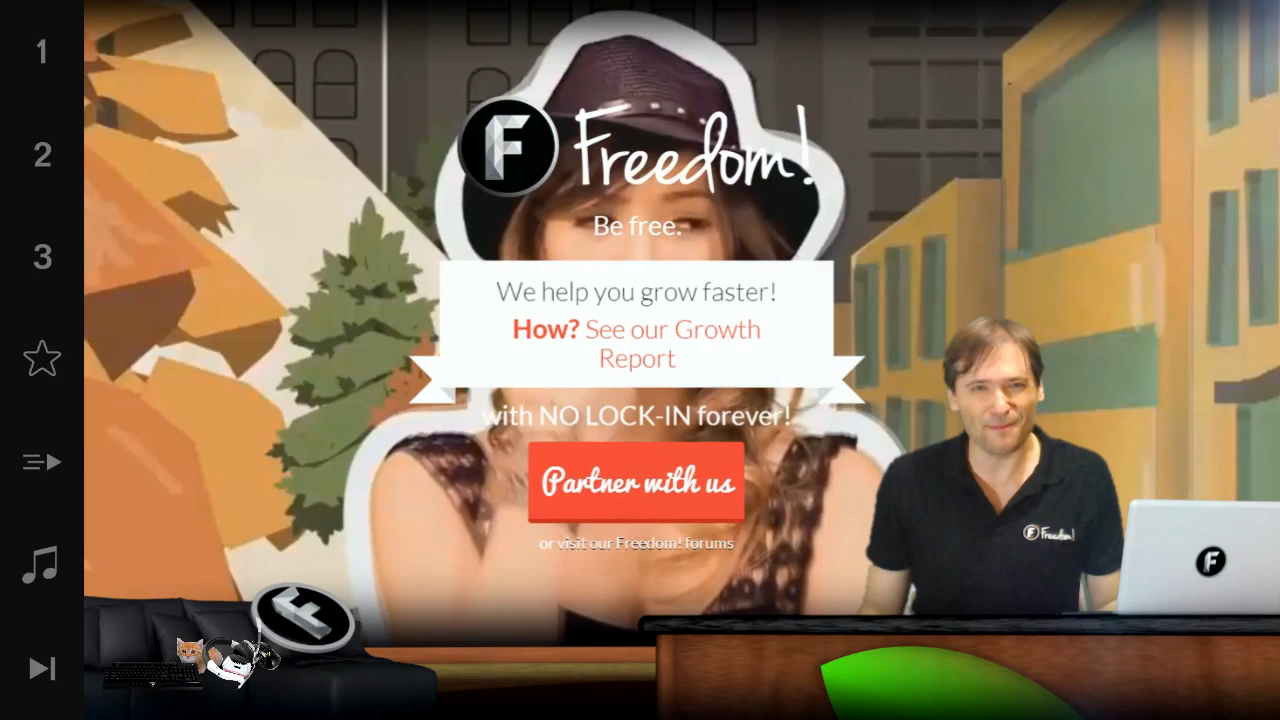 1
2
3
F Freedom!
Be free.
We help you grow faster!
How? See our Growth
Report
with NO LOCK-IN forever!
Partner with us
or visit our Freedom! forums
F Freedom!
F
F